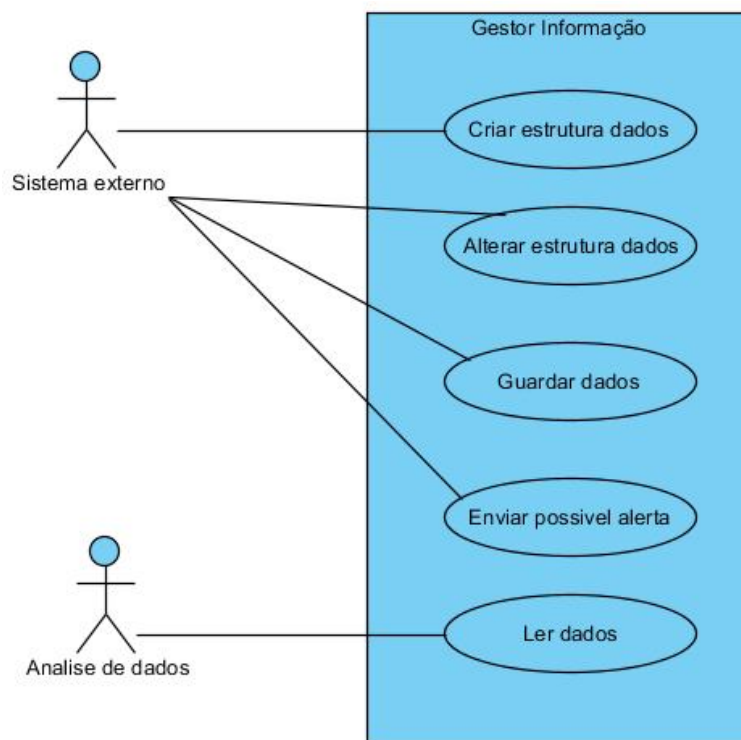 Gestor Informação
Criar estrutura dados
Sistema externo
Alterar estrutura dados
Guardar dados
Enviar possivel alerta
Ler dados
Analise de dados